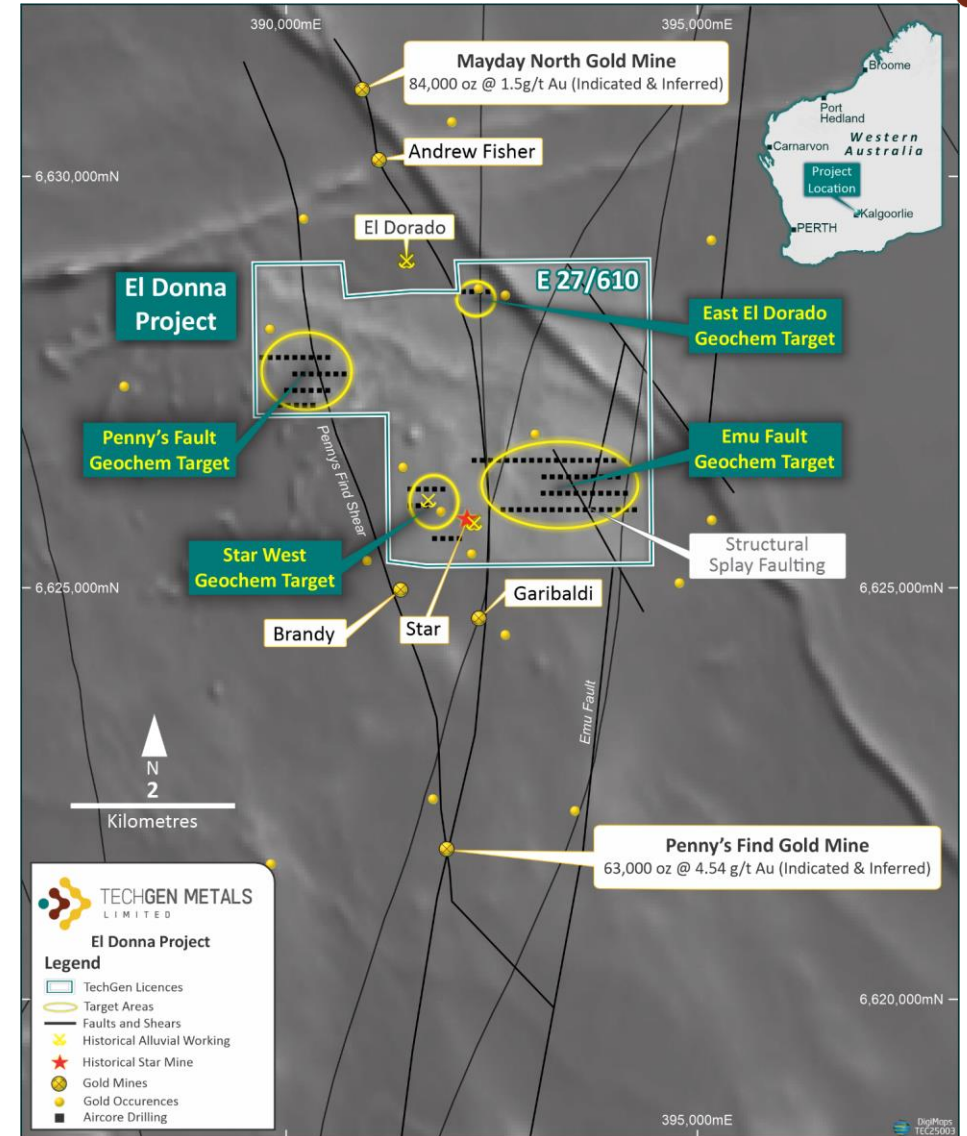 390,000mE
395,000mE
Mayday North Gold Mine
84,000 oz @ 1.5g/t Au (Indicated & Inferred)
Broome
Port
Hedland
Carnarvon
Western
Australia
Project
Location
Kalgoorlie
PERTH
Andrew Fisher
6,630,000mN
6,630,000mN
El Dorado
El Donna
Project
E 27/610
East El Dorado
Geochem Target
Penny's Fault
Geochem Target
Pennys Find Shear
Emu Fault
Geochem Target
Star West
Geochem Target
Structural
Splay Faulting
6,625,000mN
6,625,000mN
Brandy
Star
Garibaldi
Emu Fault
N
2
Kilometres
Penny's Find Gold Mine
63,000 oz @ 4.54 g/t Au (Indicated & Inferred)
TECHGEN METALS
LIMITED
El Donna Project
Legend
TechGen Licences
Target Areas
Faults and Shears
Historical Alluvial Working
Historical Star Mine
Gold Mines
Gold Occurences
Aircore Drilling
6,620,000mN
395,000mE
DigiMaps
TEC25003